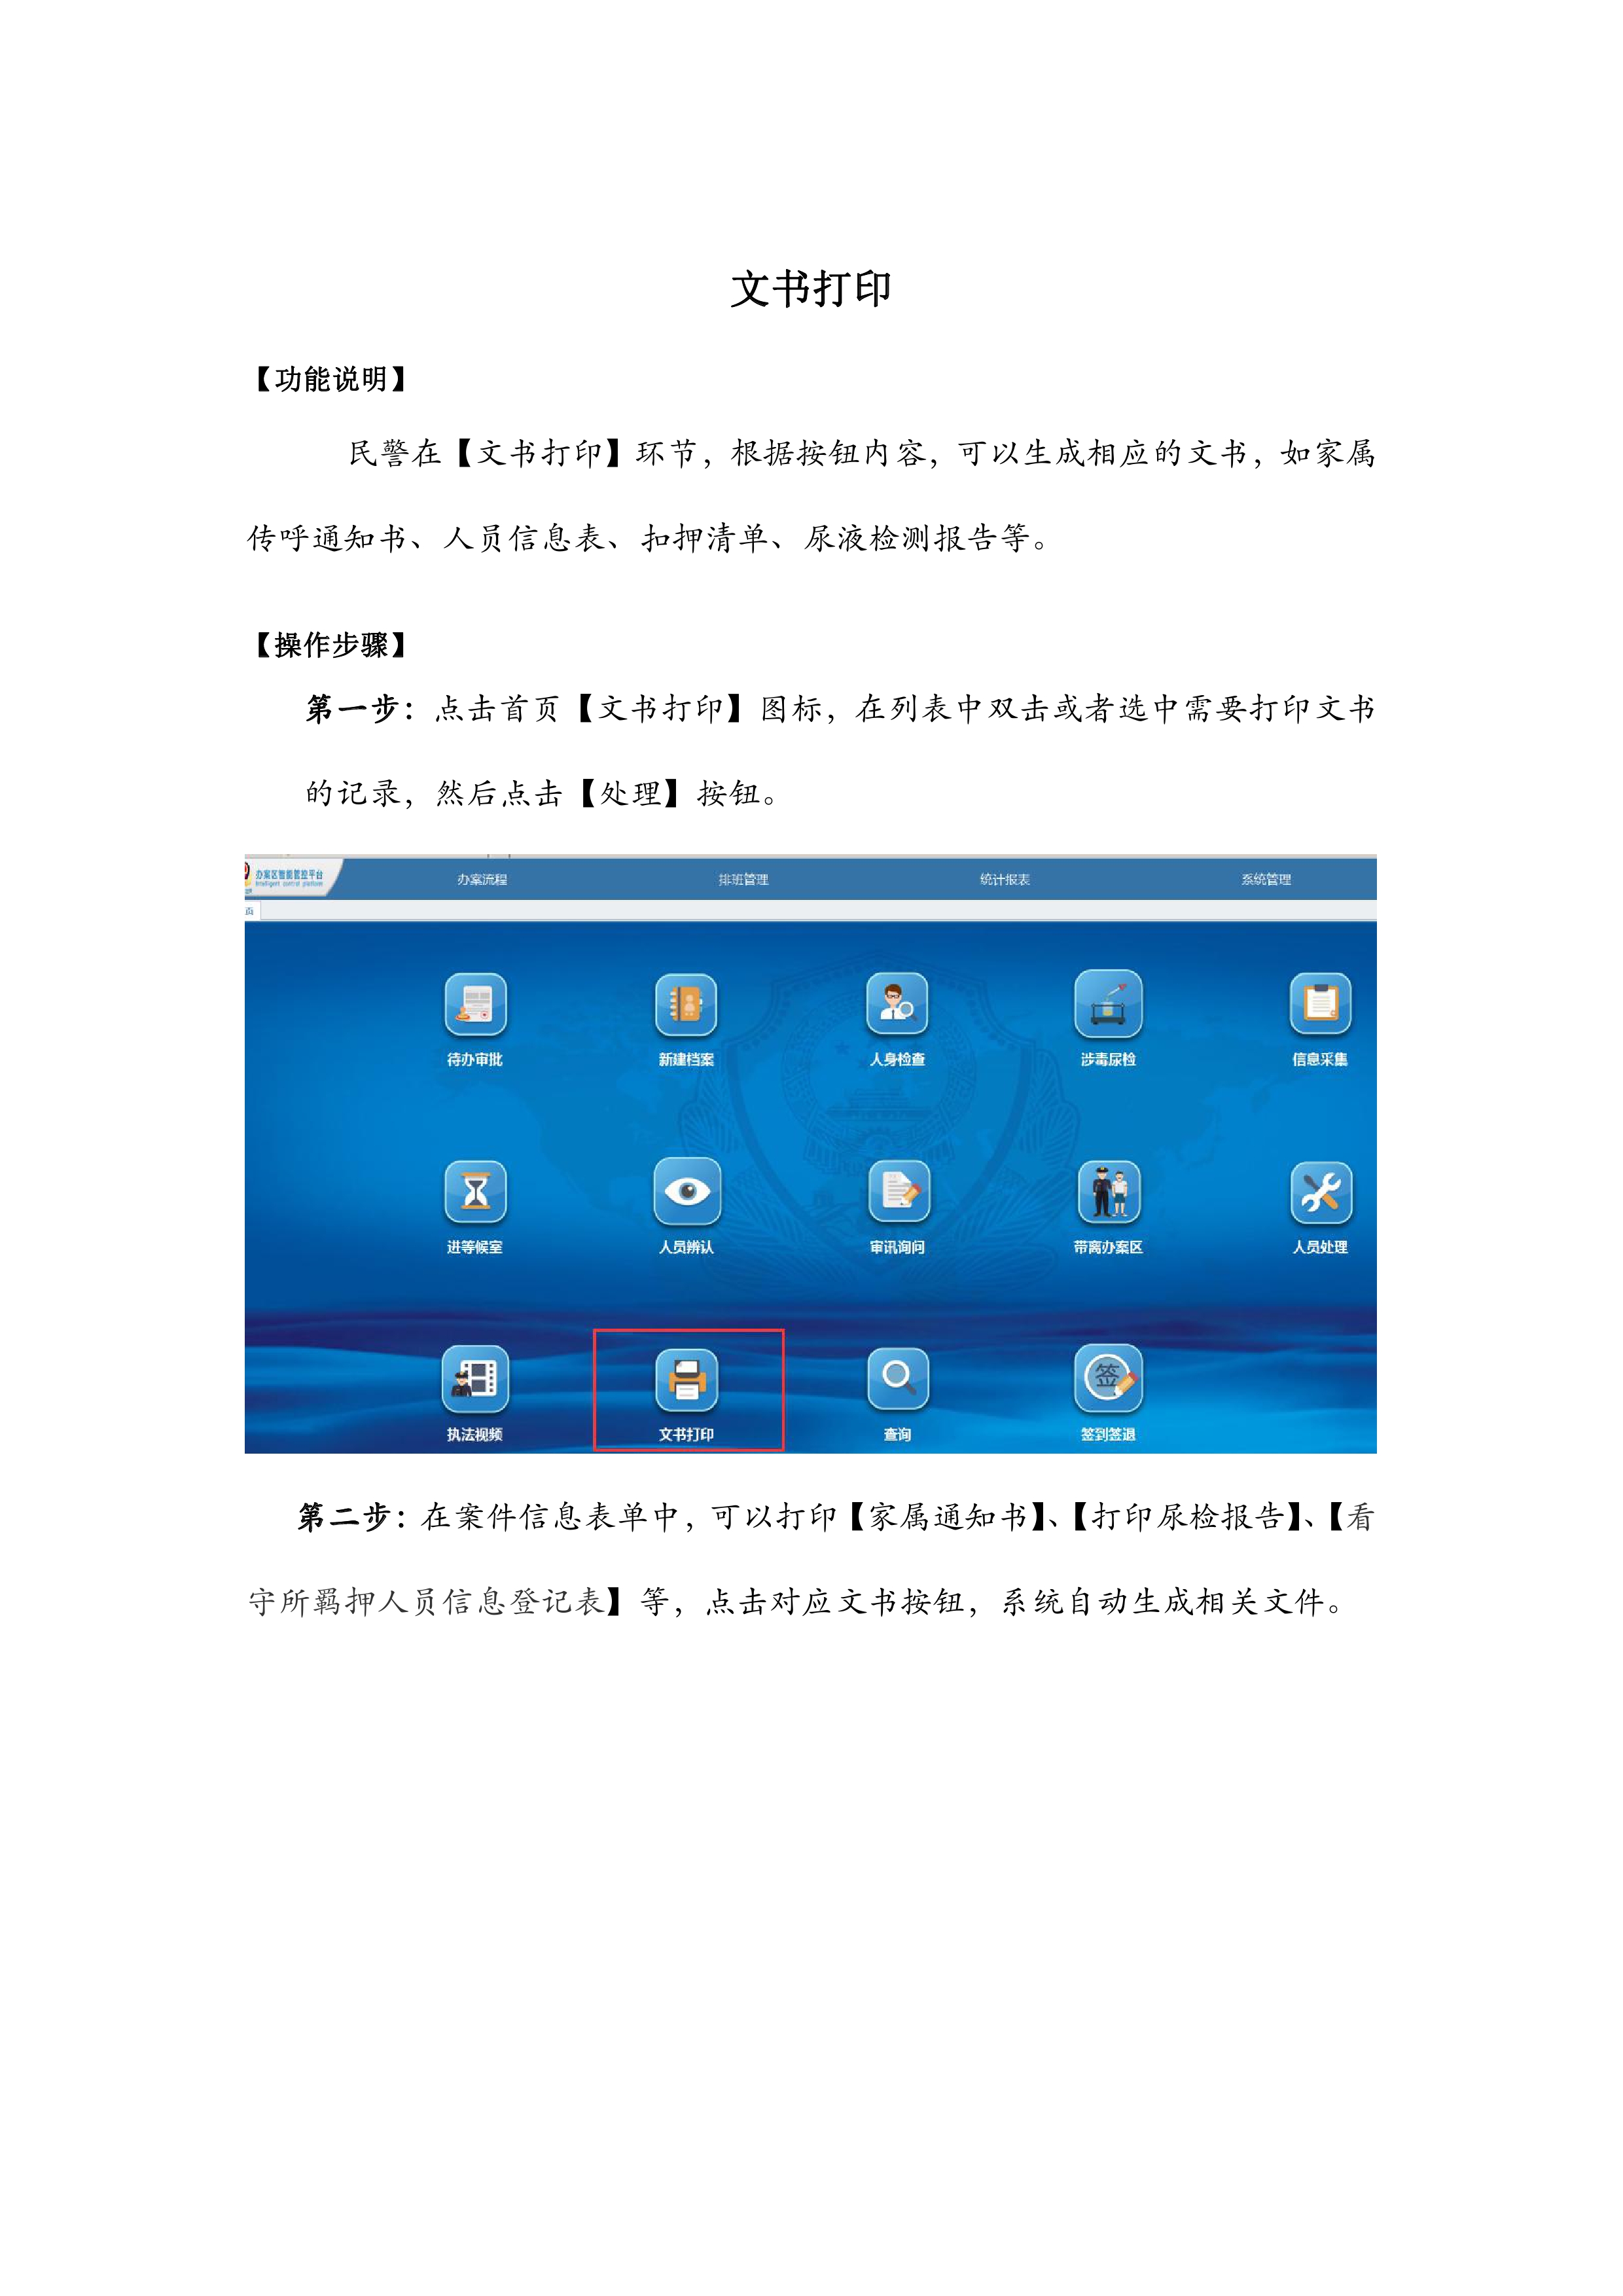 文书打印
【功能说明】
民警在【文书打印】环节，根据按钮内容，可以生成相应的文书，如家属
传呼通知书、人员信息表、扣押清单、尿液检测报告等。
【操作步骤】
第一步：点击首页【文书打印】图标，在列表中双击或者选中需要打印文书
的记录，然后点击【处理】按钮。
办案区智能管控平台
Intelligent control platform
办案流程 排班管理 统计报表 系统管理
页
待办审批 新建档案 人身检查 涉毒尿检 信息采集
进等候室 人员辨认 审讯询问 带离办案区 人员处理
签
执法视频 文书打印 查询 签到签退
第二步：在案件信息表单中，可以打印【家属通知书】、【打印尿检报告】、【看
守所羁押人员信息登记表】等，点击对应文书按钮，系统自动生成相关文件。